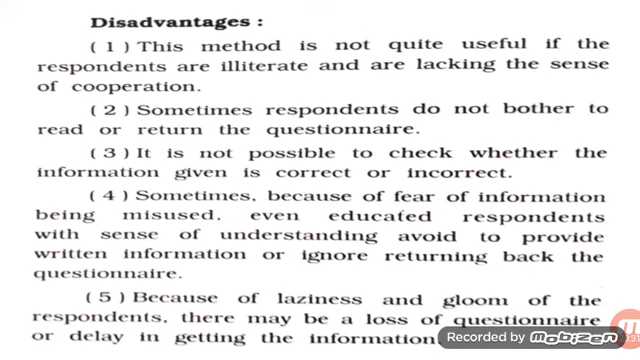 Disadvantages :
( 1 ) This method is not quite useful if the
respondents are illiterate and are lacking the sense
of cooperation.
( 2 ) Sometimes respondents do not bother to
read or return the questionnaire.
( 3 ) It is not possible to check whether the
information given is correct or incorrect.
( 4 ) Sometimes, because of fear of information
being misused, even educated respondents
with sense of understanding avoid to provide
written information or ignore returning back the
questionnaire.
( 5 ) Because of laziness and gloom of the
respondents, there may be a loss of questionnaire
or delay in getting the information.
Recorded by Mobizen